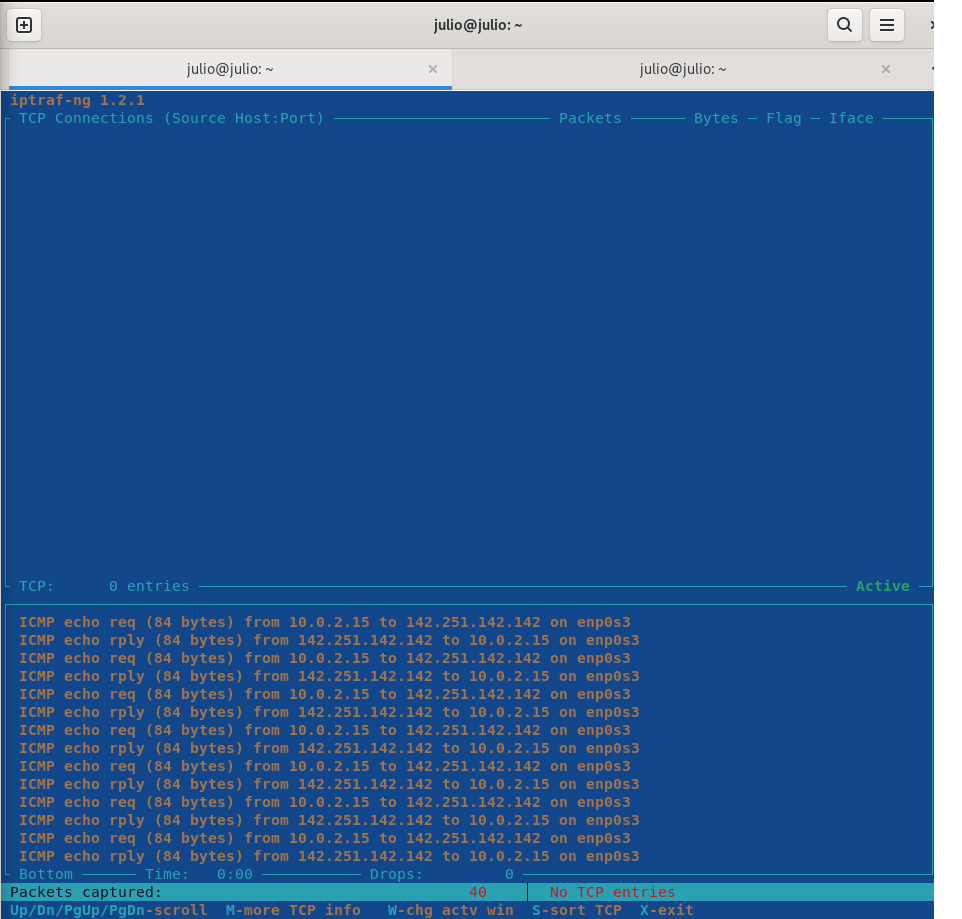 julio@julio: ~
julio@julio: ~ × julio@julio: ~ ×
iptraf-ng 1.2.1
TCP Connections (Source Host:Port) Packets Bytes Flag Iface
TCP: 0 entries Active
ICMP echo req (84 bytes) from 10.0.2.15 to 142.251.142.142 on enp0s3
ICMP echo rply (84 bytes) from 142.251.142.142 to 10.0.2.15 on enp0s3
ICMP echo req (84 bytes) from 10.0.2.15 to 142.251.142.142 on enp0s3
ICMP echo rply (84 bytes) from 142.251.142.142 to 10.0.2.15 on enp0s3
ICMP echo req (84 bytes) from 10.0.2.15 to 142.251.142.142 on enp0s3
ICMP echo rply (84 bytes) from 142.251.142.142 to 10.0.2.15 on enp0s3
ICMP echo req (84 bytes) from 10.0.2.15 to 142.251.142.142 on enp0s3
ICMP echo rply (84 bytes) from 142.251.142.142 to 10.0.2.15 on enp0s3
ICMP echo req (84 bytes) from 10.0.2.15 to 142.251.142.142 on enp0s3
ICMP echo rply (84 bytes) from 142.251.142.142 to 10.0.2.15 on enp0s3
ICMP echo req (84 bytes) from 10.0.2.15 to 142.251.142.142 on enp0s3
ICMP echo rply (84 bytes) from 142.251.142.142 to 10.0.2.15 on enp0s3
ICMP echo req (84 bytes) from 10.0.2.15 to 142.251.142.142 on enp0s3
ICMP echo rply (84 bytes) from 142.251.142.142 to 10.0.2.15 on enp0s3
Bottom Time: 0:00 Drops: 0
Packets captured: 40 No TCP entries
Up/Dn/PgUp/PgDn-scroll M-more TCP info W-chg actv win S-sort TCP X-exit